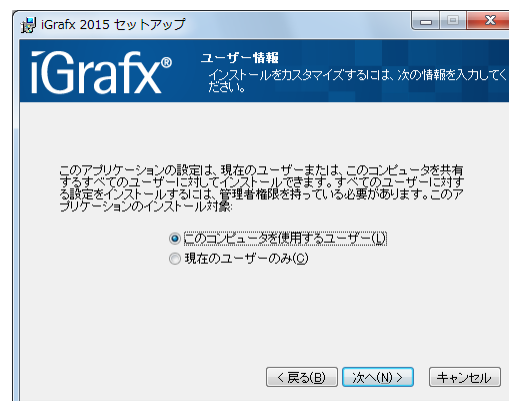 iGrafx 2015 セットアップ
iGrafx®
ユーザー情報
インストールをカスタマイズするには、次の情報を入力してく
ださい。
このアプリケーションの設定は、現在のユーザーまたは、このコンピュータを共有
するすべてのユーザーに対してインストールできます。すべてのユーザーに対す
る設定をインストールするには、管理者権限を持っている必要があります。このア
プリケーションのインストール対象:
このコンピュータを使用するユーザー(L)
現在のユーザーのみ(C)
< 戻る(B)
次へ(N) >
キャンセル